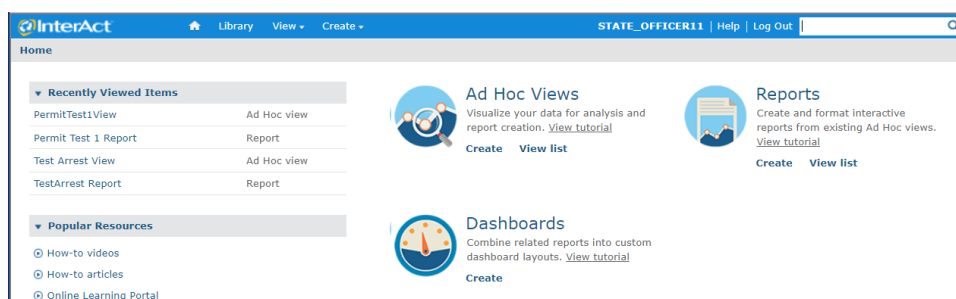 InterAct Library View Create STATE_OFFICER11 | Help | Log Out
Home
Recently Viewed Items
PermitTest1View Ad Hoc view
Permit Test 1 Report Report
Test Arrest View Ad Hoc view
TestArrest Report Report
Popular Resources
How-to videos
How-to articles
Online Learning Portal
Ad Hoc Views
Visualize your data for analysis and
report creation. View tutorial
Create View list
Reports
Create and format interactive
reports from existing Ad Hoc views.
View tutorial
Create View list
Dashboards
Combine related reports into custom
dashboard layouts. View tutorial
Create